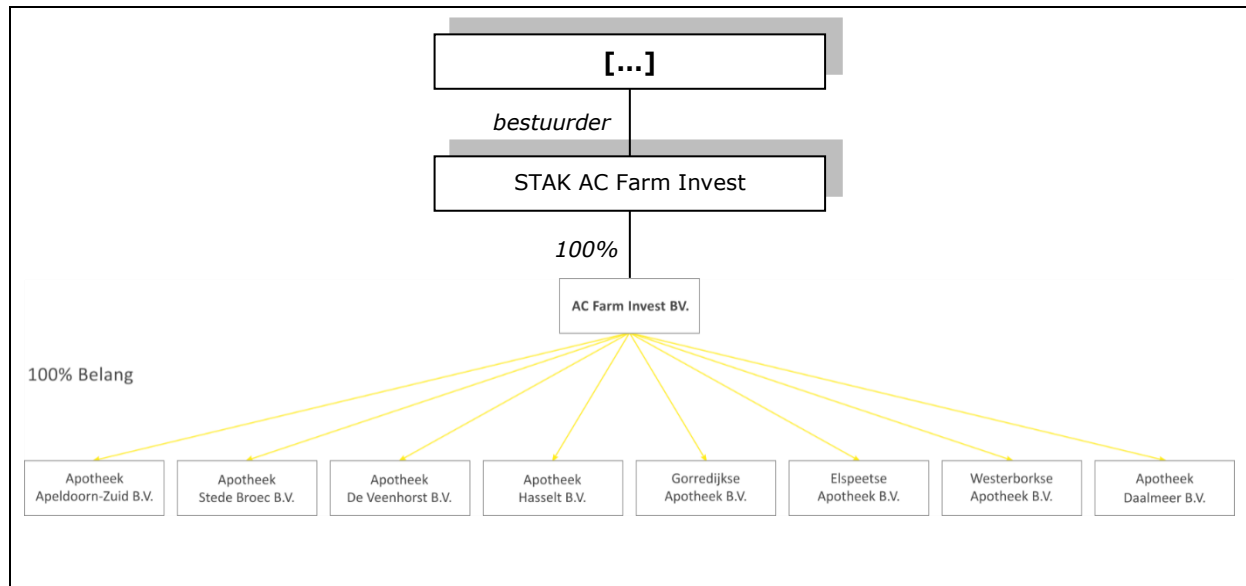 [...]
bestuurder
STAK AC Farm Invest
100%
AC Farm Invest BV.
100% Belang
Apotheek
Apeldoorn-Zuid B.V.
Apotheek
Stede Broec B.V.
Apotheek
De Veenhorst B.V.
Apotheek
Hasselt B.V.
Gorredijkse
Apotheek B.V.
Elspeetse
Apotheek B.V.
Westerborkse
Apotheek B.V.
Apotheek
Daalmeer B.V.